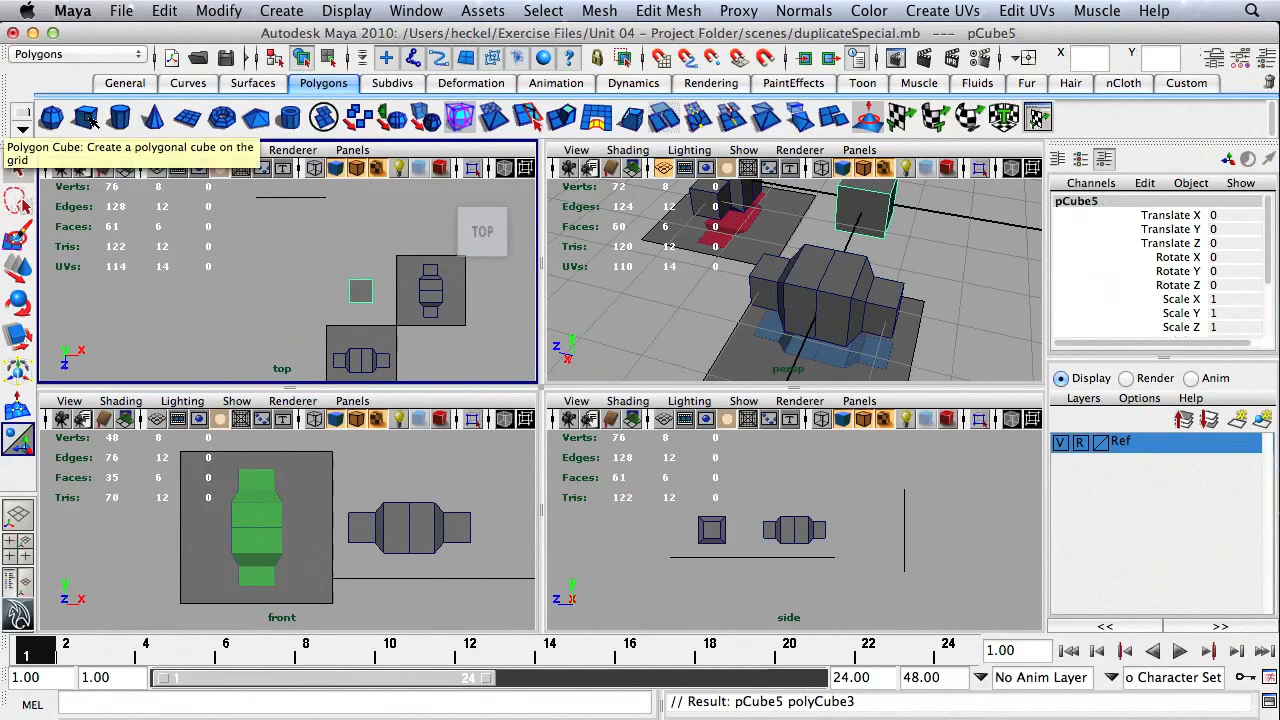 Maya File Edit Modify Create Display Window Assets Select Mesh Edit Mesh Proxy Normals Color Create UVs Edit UVs Muscle Help
Autodesk Maya 2010: /Users/heckl/Exercise Files/Unit 04 - Project Folder/scenes/duplicateSpecial.mb --- pCube5
Polygons X: Y:
General Curves Surfaces Polygons Subdivs Deformation Animation Dynamics Rendering PaintEffects Toon Muscle Fluids Fur Hair nCloth Custom
Polygon Cube: Create a polygonal cube on the
grid
Renderer Panels
Verts: 76 8 0
Edges: 128 12 0
Faces: 61 6 0
Tris: 122 12 0
UVs: 114 14 0
TOP
Y X
Z
top
View Shading Lighting Show Renderer Panels
Verts: 72 8 0
Edges: 124 12 0
Faces: 60 6 0
Tris: 120 12 0
UVs: 110 14 0
Y
Z X
persp
View Shading Lighting Show Renderer Panels
Verts: 48 8 0
Edges: 76 12 0
Faces: 35 6 0
Tris: 70 12 0
Y
Z X
front
View Shading Lighting Show Renderer Panels
Verts: 76 8 0
Edges: 128 12 0
Faces: 61 6 0
Tris: 122 12 0
Y
Z X
side
Channels Edit Object Show
pCube5
Translate X 0
Translate Y 0
Translate Z 0
Rotate X 0
Rotate Y 0
Rotate Z 0
Scale X 1
Scale Y 1
Scale Z 1
Display Render Anim
Layers Options Help
V R Ref
<< >>
1 2 4 6 8 10 12 14 16 18 20 22 24 1.00
1.00 1.00 1 24 24.00 48.00 No Anim Layer o Character Set
MEL // Result: pCube5 polyCube3